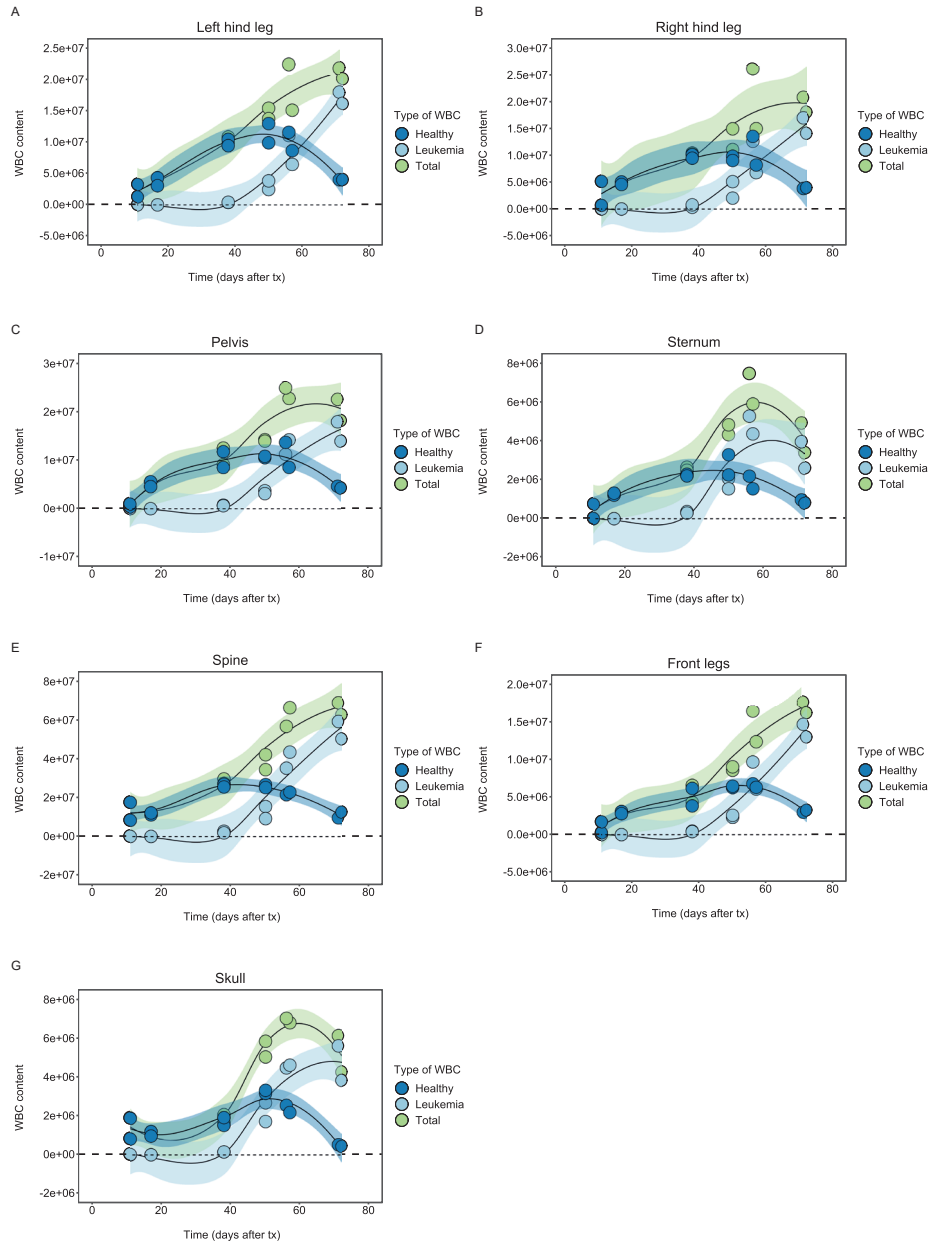 A
Left hind leg
2.5e+07
2.0e+07
1.5e+07
1.0e+07
5.0e+06
0.0e+00
-5.0e+06
WBC content
0 20 40 60 80
Time (days after tx)
Type of WBC
Healthy
Leukemia
Total
B
Right hind leg
3.0e+07
2.5e+07
2.0e+07
1.5e+07
1.0e+07
5.0e+06
0.0e+00
-5.0e+06
WBC content
0 20 40 60 80
Time (days after tx)
Type of WBC
Healthy
Leukemia
Total
C
Pelvis
3e+07
2e+07
1e+07
0e+00
-1e+07
WBC content
0 20 40 60 80
Time (days after tx)
Type of WBC
Healthy
Leukemia
Total
D
Sternum
8e+06
6e+06
4e+06
2e+06
0e+00
-2e+06
WBC content
0 20 40 60 80
Time (days after tx)
Type of WBC
Healthy
Leukemia
Total
E
Spine
8e+07
6e+07
4e+07
2e+07
0e+00
-2e+07
WBC content
0 20 40 60 80
Time (days after tx)
Type of WBC
Healthy
Leukemia
Total
F
Front legs
2.0e+07
1.5e+07
1.0e+07
5.0e+06
0.0e+00
-5.0e+06
WBC content
0 20 40 60 80
Time (days after tx)
Type of WBC
Healthy
Leukemia
Total
G
Skull
8e+06
6e+06
4e+06
2e+06
0e+00
-2e+06
WBC content
0 20 40 60 80
Time (days after tx)
Type of WBC
Healthy
Leukemia
Total